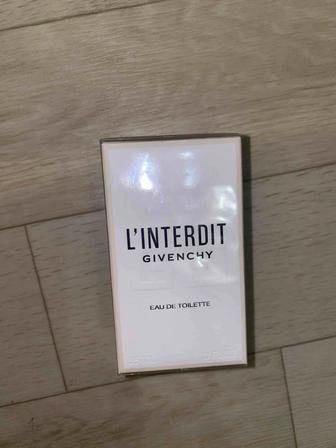 L'INTERDIT
GIVENCHY
EAU DE TOILETTE